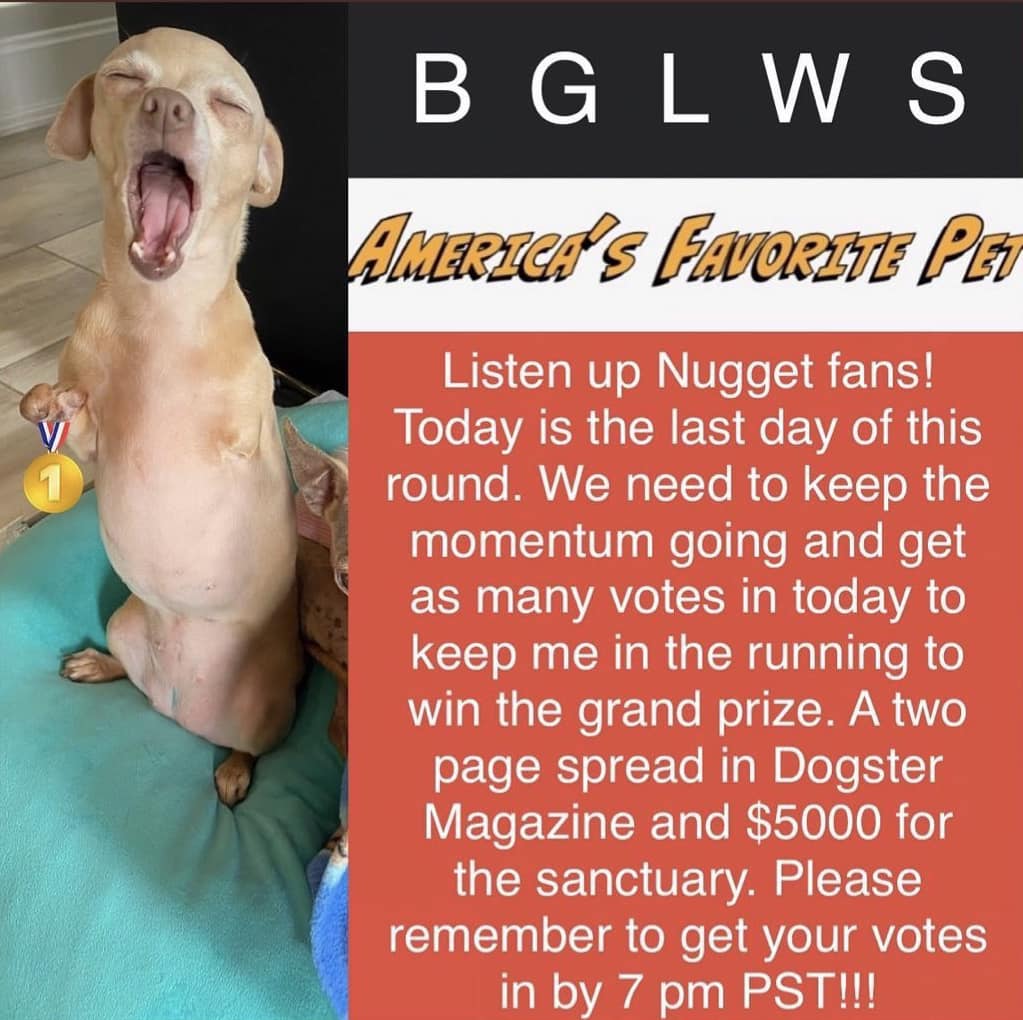 B G L W S
AMERICA'S FAVORITE PET
Listen up Nugget fans!
Today is the last day of this
round. We need to keep the
momentum going and get
as many votes in today to
keep me in the running to
win the grand prize. A two
page spread in Dogster
Magazine and $5000 for
the sanctuary. Please
remember to get your votes
in by 7 pm PST!!!
1